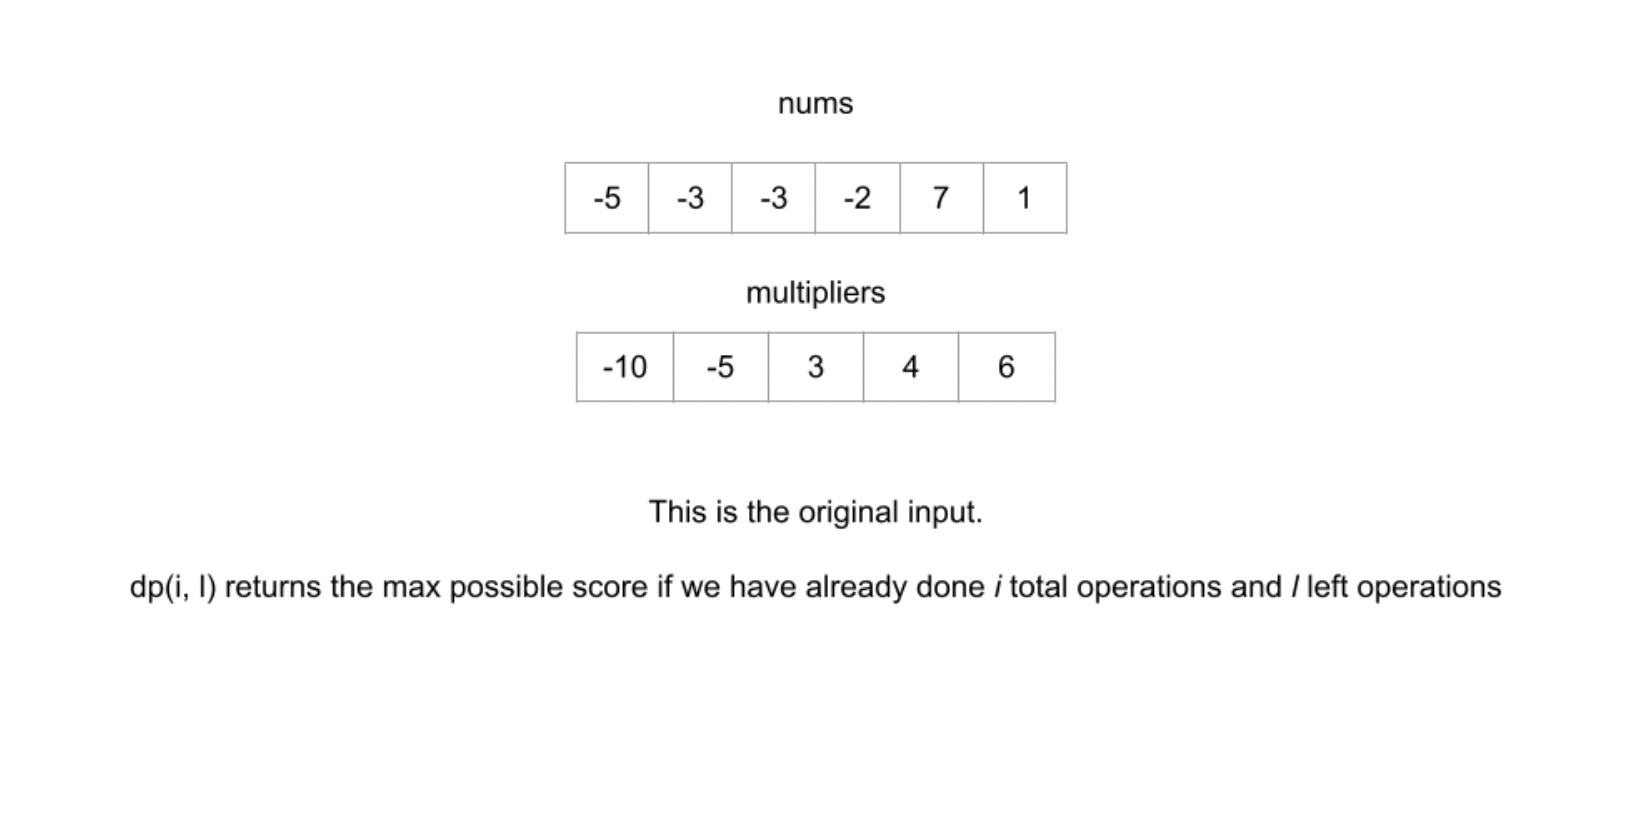 nums
-5 -3 -3 -2 7 1
multipliers
-10 -5 3 4 6
This is the original input.
dp(i, l) returns the max possible score if we have already done i total operations and l left operations